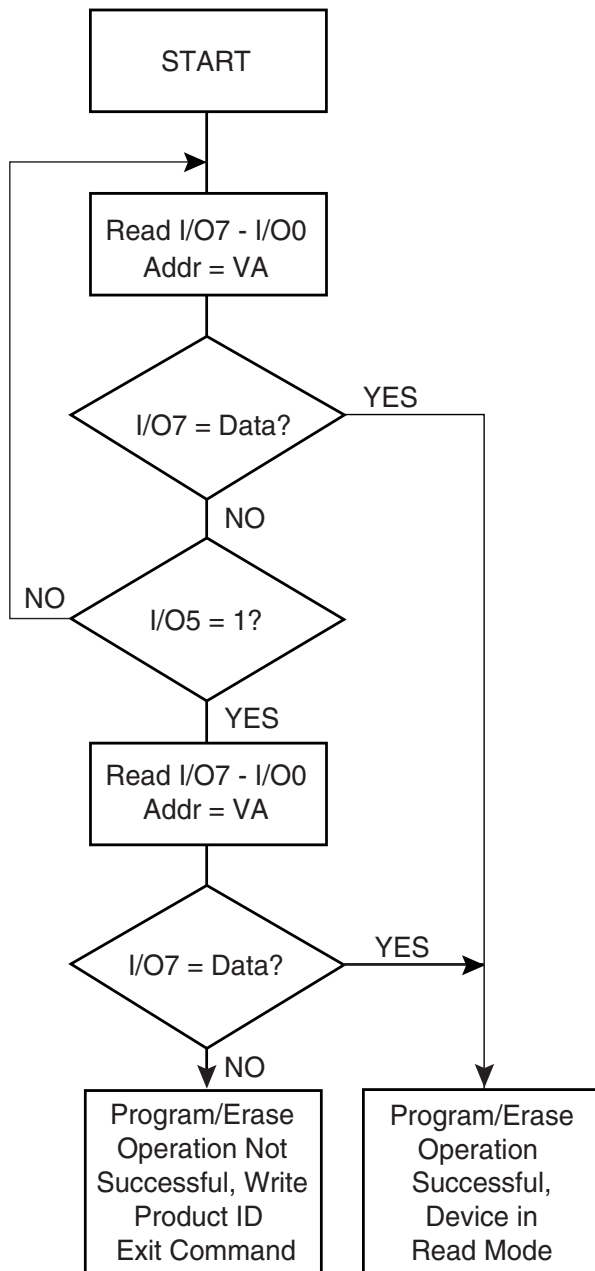 START
Read I/O7 - I/O0
Addr = VA
I/O7 = Data?
YES
NO
NO
I/O5 = 1?
YES
Read I/O7 - I/O0
Addr = VA
I/O7 = Data?
YES
NO
Program/Erase
Operation Not
Successful, Write
Product ID
Exit Command
Program/Erase
Operation
Successful,
Device in
Read Mode